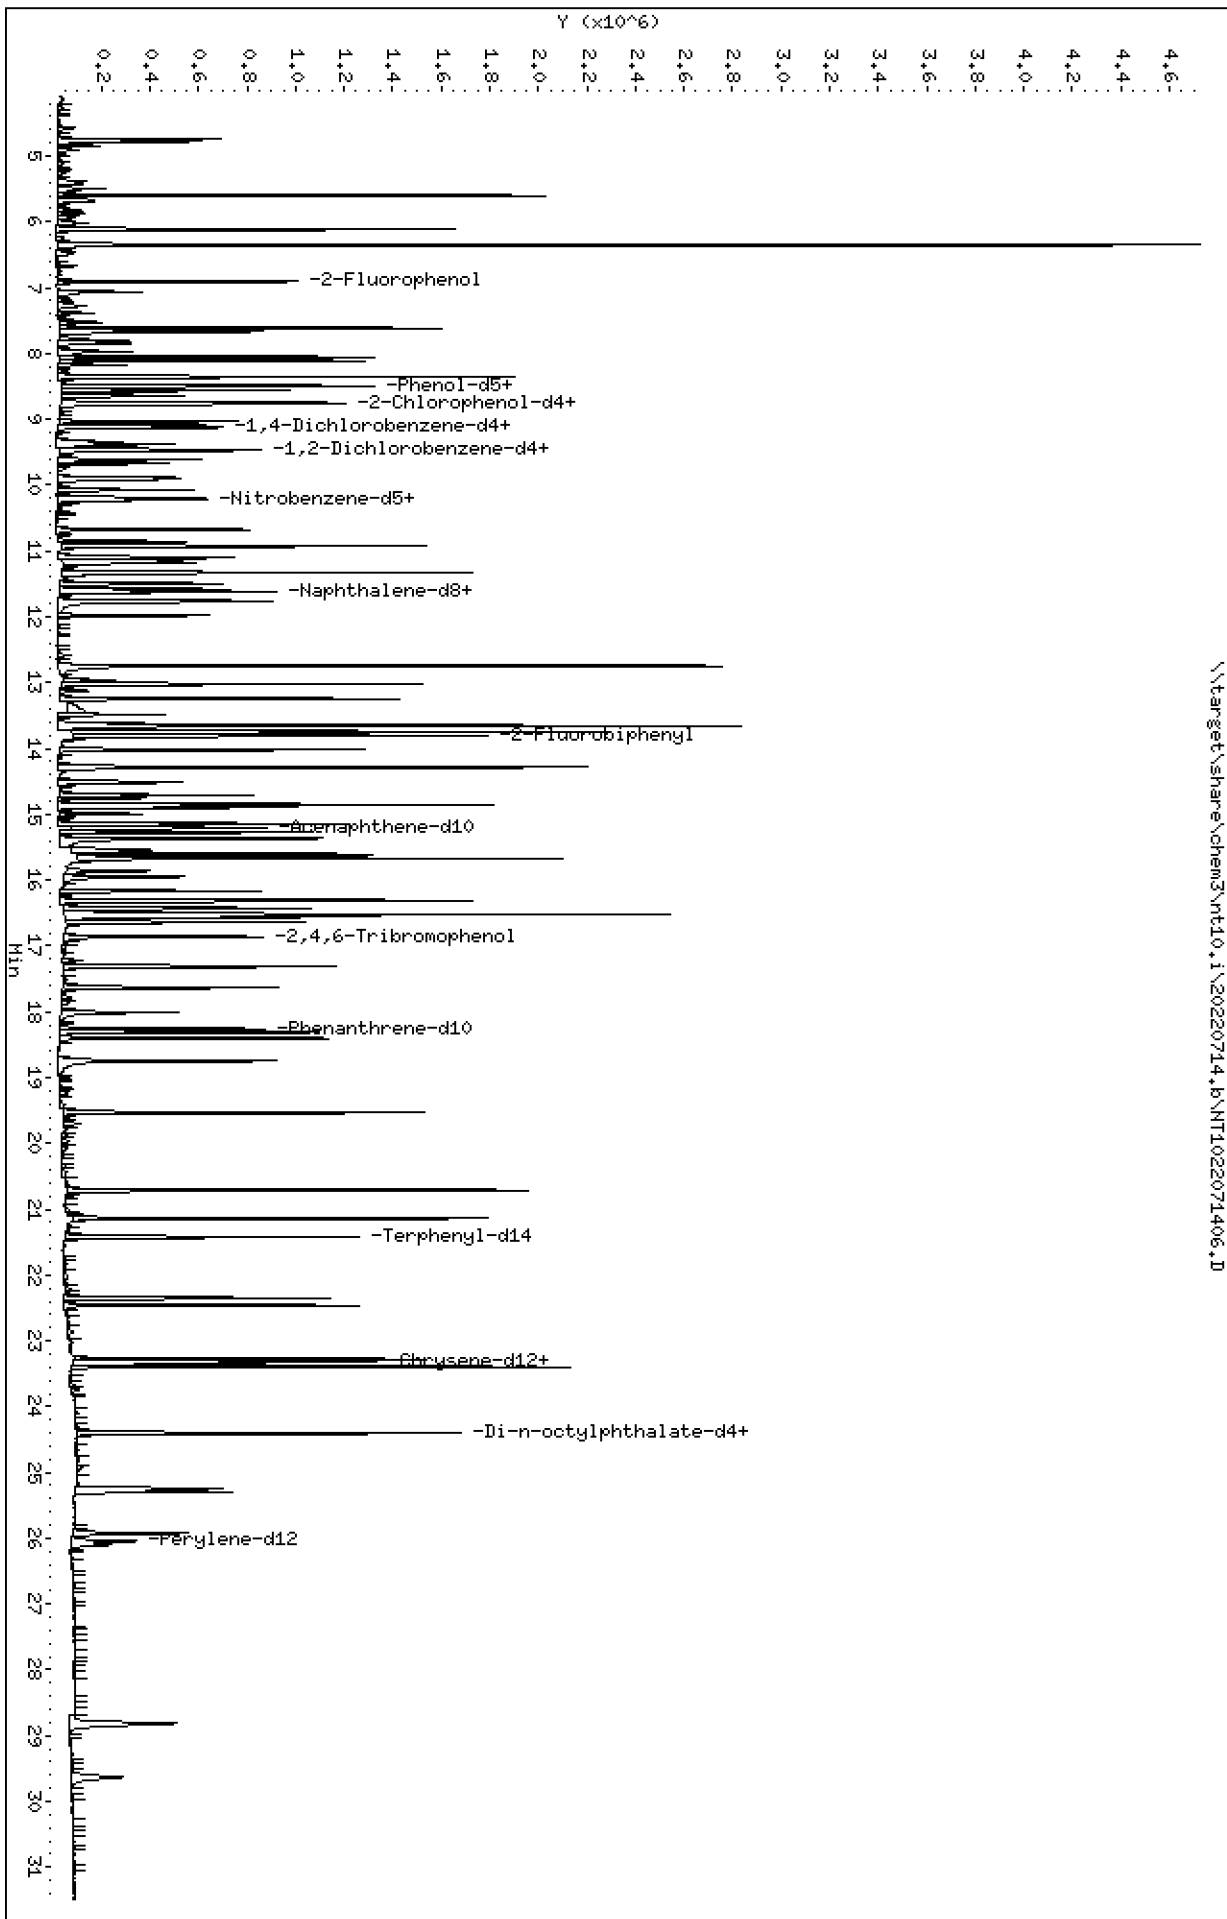 \\target\share\chem3\nt10.i\20220714.b\NT1022071406.D
Y (x10^6)
4.6
4.4
4.2
4.0
3.8
3.6
3.4
3.2
3.0
2.8
2.6
2.4
2.2
2.0
1.8
1.6
1.4
1.2
1.0
0.8
0.6
0.4
0.2
-2-Fluorophenol
-Phenol-d5+
-2-Chlorophenol-d4+
-1,4-Dichlorobenzene-d4+
-1,2-Dichlorobenzene-d4+
-Nitrobenzene-d5+
-Naphthalene-d8+
-2-Fluorobiphenyl
-Acenaphthene-d10
-2,4,6-Tribromophenol
-Phenanthrene-d10
-Terphenyl-d14
-Chrysene-d12+
-Di-n-octylphthalate-d4+
-Perylene-d12
5
6
7
8
9
10
11
12
13
14
15
16
17
18
19
20
21
22
23
24
25
26
27
28
29
30
31
Min